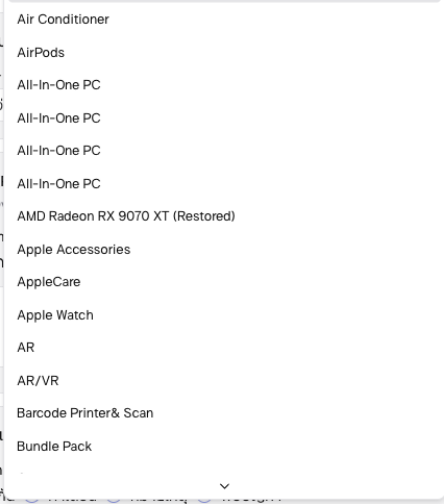 Air Conditioner
AirPods
All-In-One PC
All-In-One PC
All-In-One PC
All-In-One PC
AMD Radeon RX 9070 XT (Restored)
Apple Accessories
AppleCare
Apple Watch
AR
AR/VR
Barcode Printer& Scan
Bundle Pack